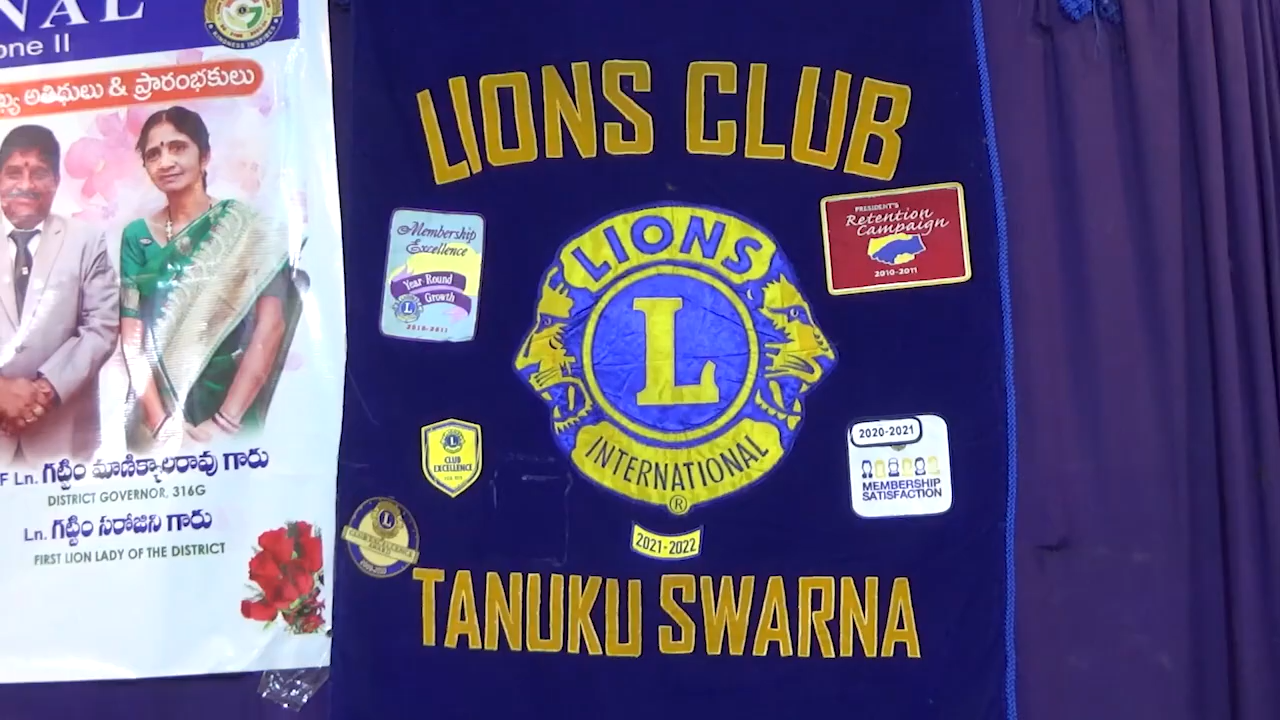 NAL
one II
KINDNESS INSPIRES
అతిథులు & ప్రారంభకులు
F Ln. గట్టిం మాణిక్యాలరావు గారు
DISTRICT GOVERNOR, 316G
Ln. గట్టిం సరోజిని గారు
FIRST LION LADY OF THE DISTRICT
LIONS CLUB
Membership
Excellence
Year Round
Growth
2010-2011
PRESIDENT'S
Retention
Campaign
2010-2011
LIONS
L
INTERNATIONAL
®
CLUB
EXCELLENCE
2020-2021
MEMBERSHIP
SATISFACTION
2021-2022
TANUKU SWARNA